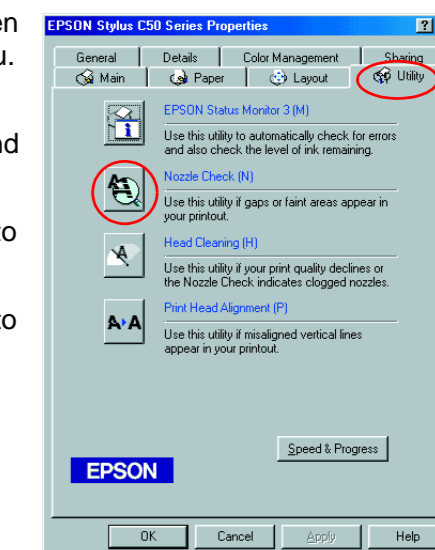 en
u.
nd
to
to
EPSON Stylus C50 Series Properties
?
General Details Color Management Sharing
Main Paper Layout Utility
EPSON Status Monitor 3 (M)
Use this utility to automatically check for errors
and also check the level of ink remaining.
Nozzle Check (N)
Use this utility if gaps or faint areas appear in
your printout.
Head Cleaning (H)
Use this utility if your print quality declines or
the Nozzle Check indicates clogged nozzles.
Print Head Alignment (P)
Use this utility if misaligned vertical lines
appear in your printout.
Speed & Progress
EPSON
OK Cancel Apply Help